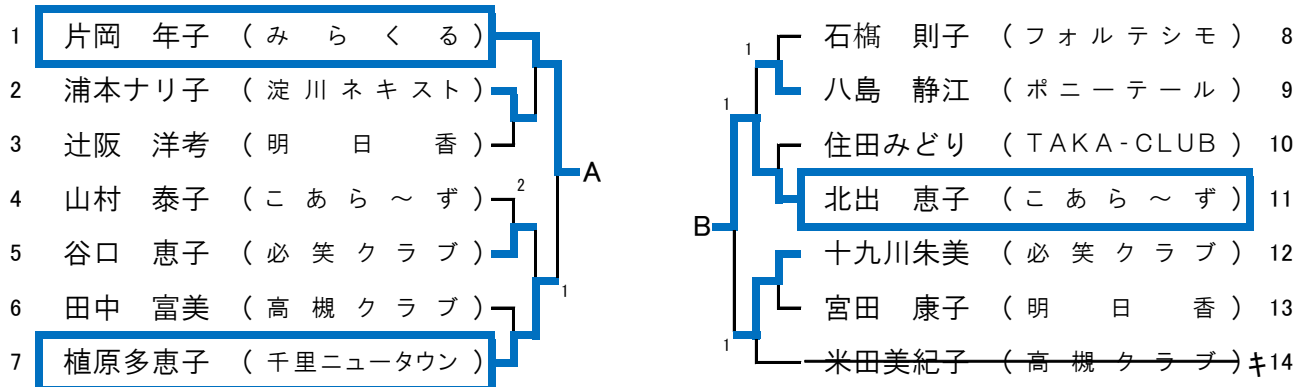 1 片岡 年子 (みらくる)
2 浦本ナリ子 (淀川ネキスト)
3 辻阪 洋考 (明日香)
4 山村 泰子 (こあら～ず)
5 谷口 恵子 (必笑クラブ)
6 田中 富美 (高槻クラブ)
7 植原多恵子 (千里ニュータウン)
2
1
A
石橋 則子 (フォルテシモ) 8
八島 静江 (ポニーテール) 9
住田みどり (TAKA-CLUB) 10
北出 恵子 (こあら～ず) 11
十九川朱美 (必笑クラブ) 12
宮田 康子 (明日香) 13
米田美紀子 (高槻クラブ) キ 14
1
1
B
1